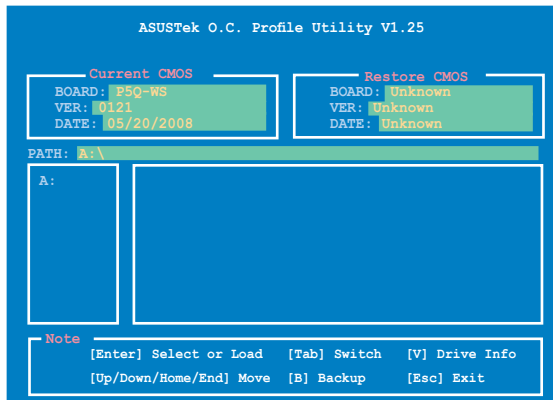 ASUSTek O.C. Profile Utility V1.25
Current CMOS
BOARD: P5Q-WS
VER: 0121
DATE: 05/20/2008
Restore CMOS
BOARD: Unknown
VER: Unknown
DATE: Unknown
PATH: A:\
A:
Note
[Enter] Select or Load [Tab] Switch [V] Drive Info
[Up/Down/Home/End] Move [B] Backup [Esc] Exit